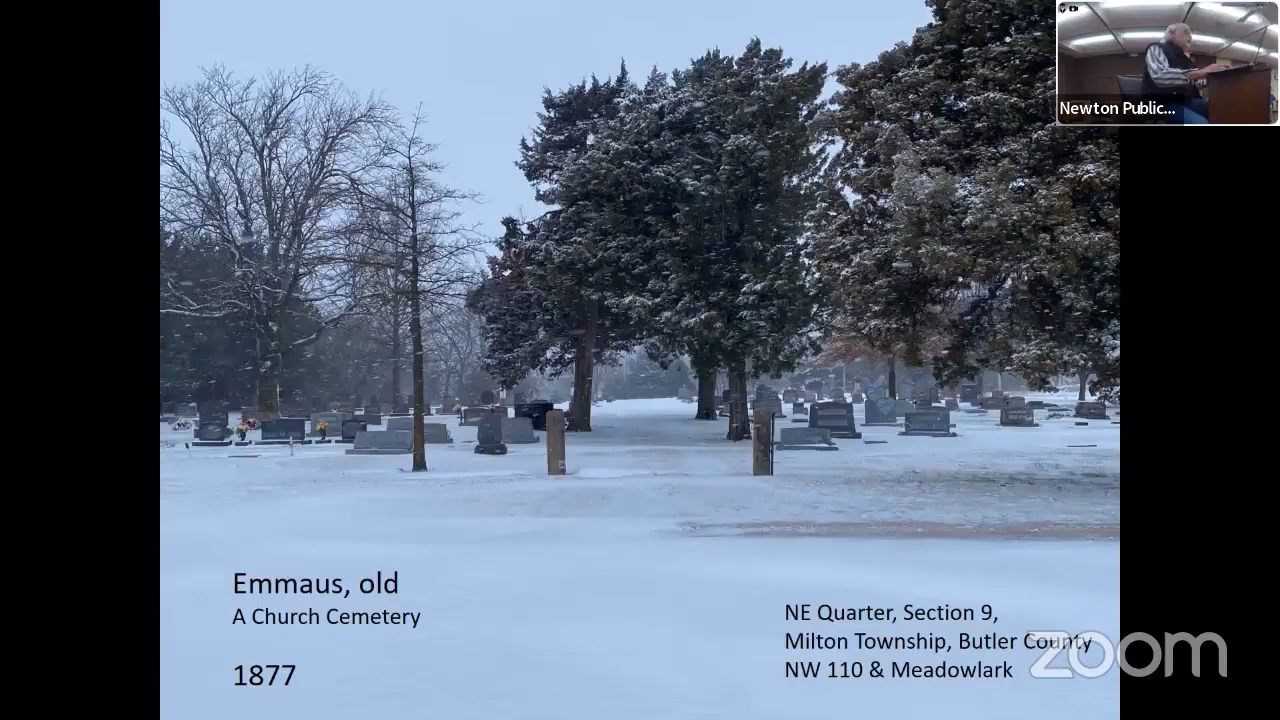 Newton Public...
Emmaus, old
A Church Cemetery
1877
NE Quarter, Section 9,
Milton Township, Butler County
NW 110 & Meadowlark
zoom